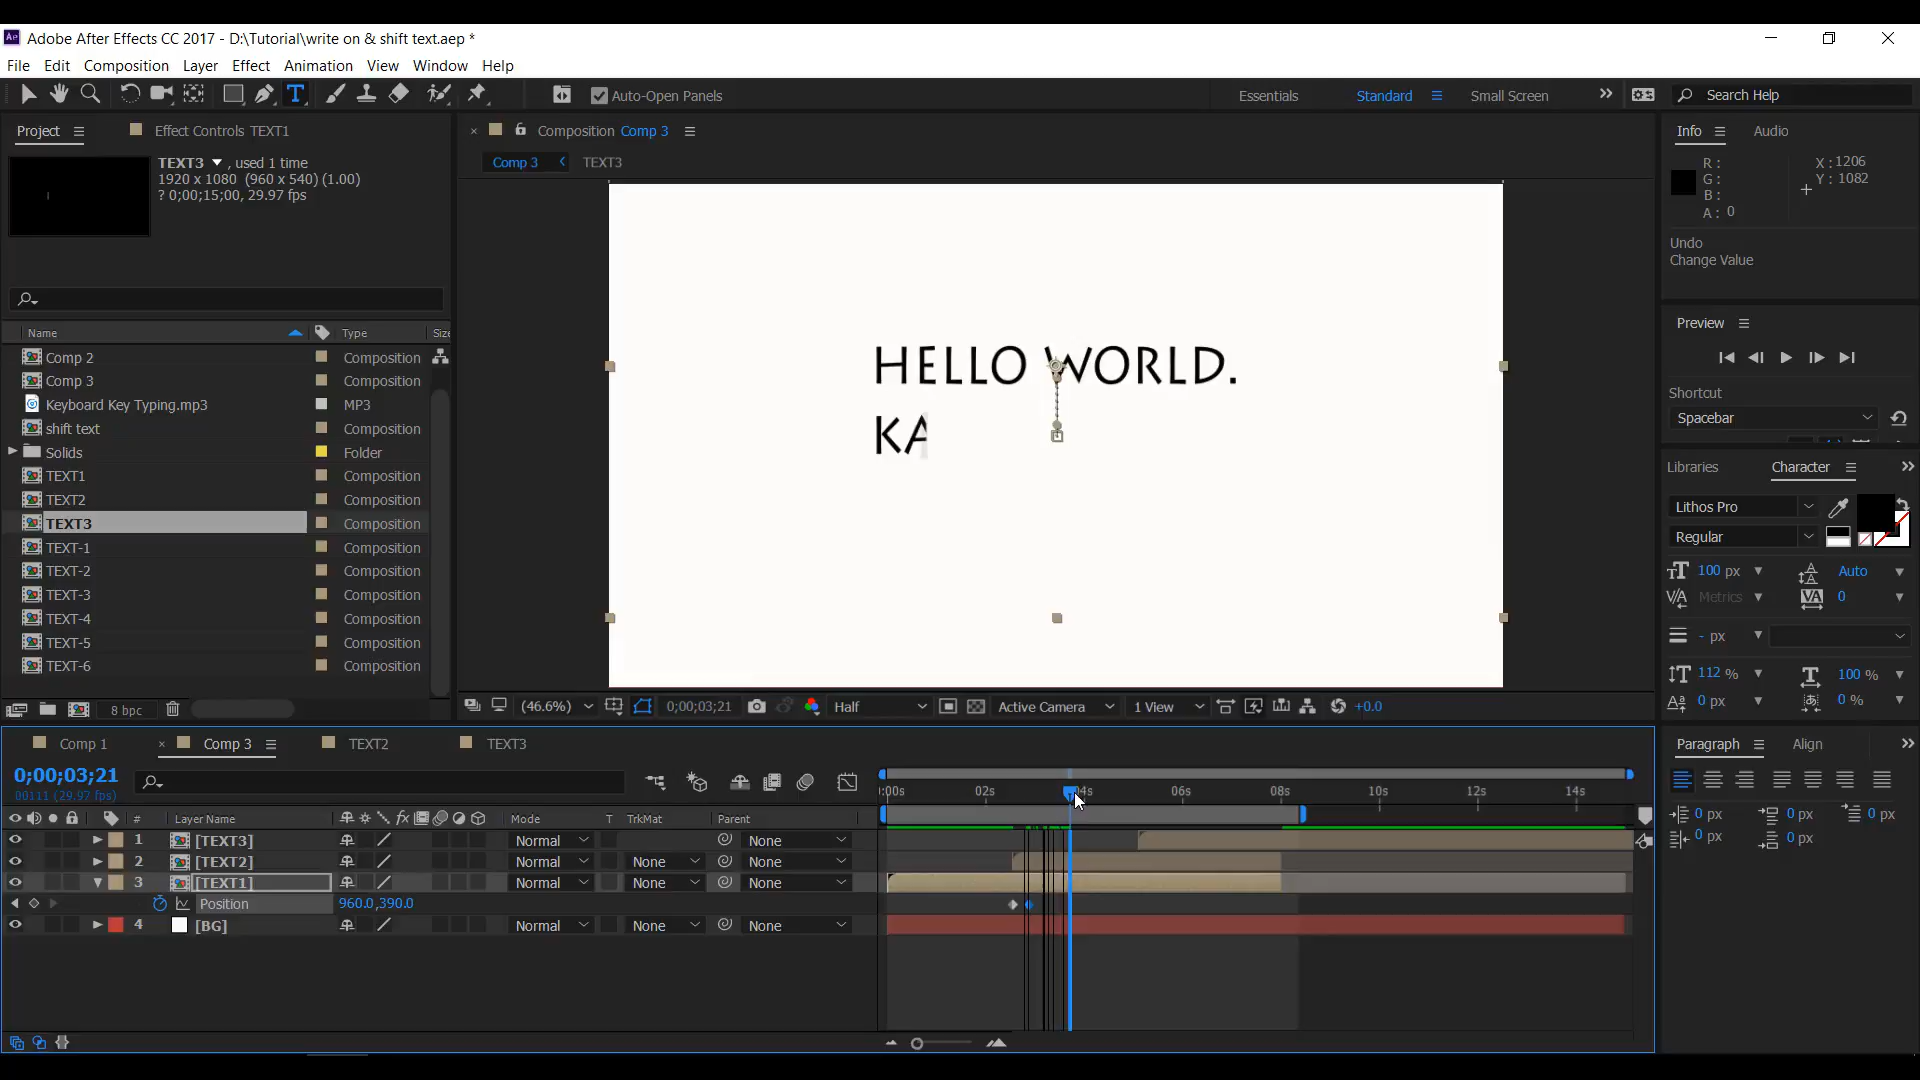 Adobe After Effects CC 2017 - D:\Tutorial\write on & shift text.aep *
File Edit Composition Layer Effect Animation View Window Help
Auto-Open Panels
Essentials Standard Small Screen
Search Help
Project
Effect Controls TEXT1
TEXT3 , used 1 time
1920 x 1080 (960 x 540) (1.00)
? 0;00;15;00, 29.97 fps
Name Type Size
Comp 2 Composition
Comp 3 Composition
Keyboard Key Typing.mp3 MP3
shift text Composition
Solids Folder
TEXT1 Composition
TEXT2 Composition
TEXT3 Composition
TEXT-1 Composition
TEXT-2 Composition
TEXT-3 Composition
TEXT-4 Composition
TEXT-5 Composition
TEXT-6 Composition
8 bpc
Composition Comp 3
Comp 3 TEXT3
HELLO WORLD.
KA
(46.6%) 0;00;03;21 Half Active Camera 1 View +0.0
Info Audio
R : X : 1206
G : Y : 1082
B :
A : 0
Undo
Change Value
Preview
Shortcut
Spacebar
Libraries Character
Lithos Pro
Regular
100 px Auto
Metrics 0
- px
112 % 100 %
0 px 0 %
Paragraph Align
0 px 0 px 0 px
0 px 0 px
Comp 1 Comp 3 TEXT2 TEXT3
0;00;03;21
00111 (29.97 fps)
# Layer Name Mode T TrkMat Parent
:00s 02s 04s 06s 08s 10s 12s 14s
1 [TEXT3] Normal None
2 [TEXT2] Normal None None
3 [TEXT1] Normal None None
Position 960.0,390.0
4 [BG] Normal None None